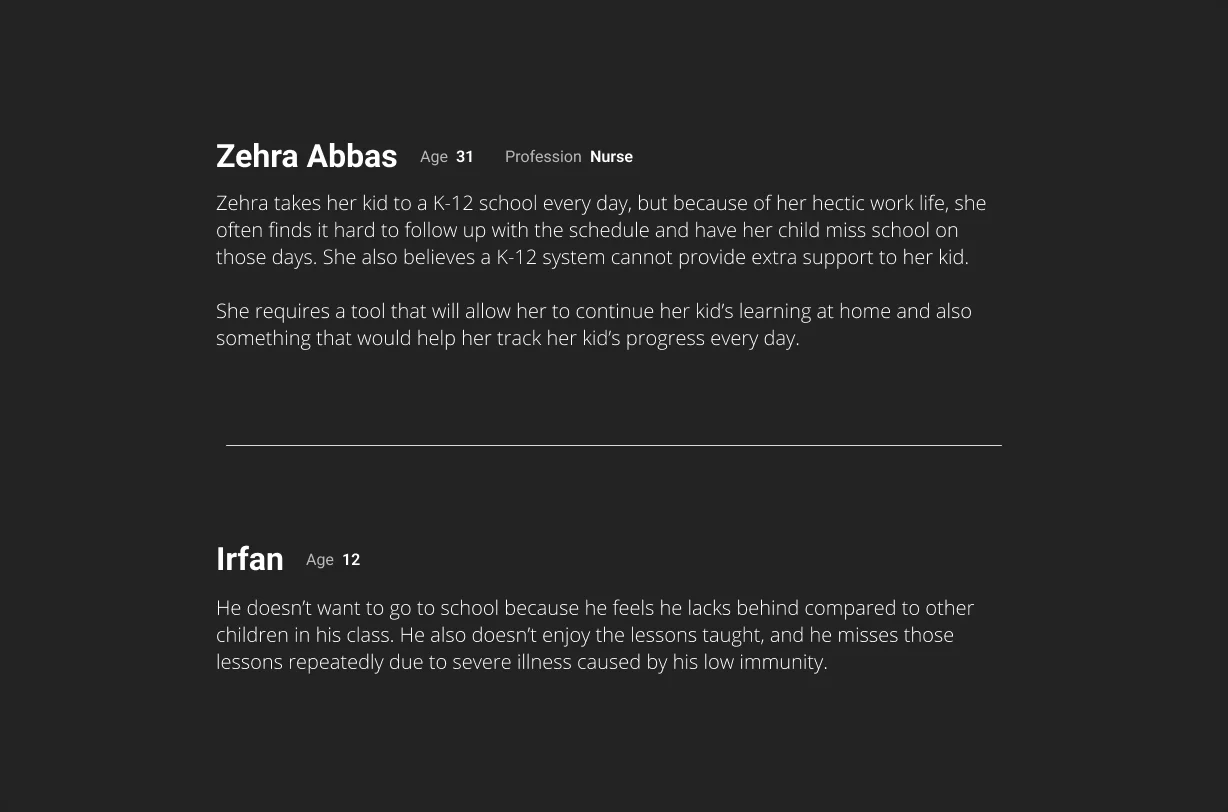 Zehra Abbas Age 31 Profession Nurse
Zehra takes her kid to a K-12 school every day, but because of her hectic work life, she
often finds it hard to follow up with the schedule and have her child miss school on
those days. She also believes a K-12 system cannot provide extra support to her kid.
She requires a tool that will allow her to continue her kid’s learning at home and also
something that would help her track her kid’s progress every day.
Irfan Age 12
He doesn’t want to go to school because he feels he lacks behind compared to other
children in his class. He also doesn’t enjoy the lessons taught, and he misses those
lessons repeatedly due to severe illness caused by his low immunity.